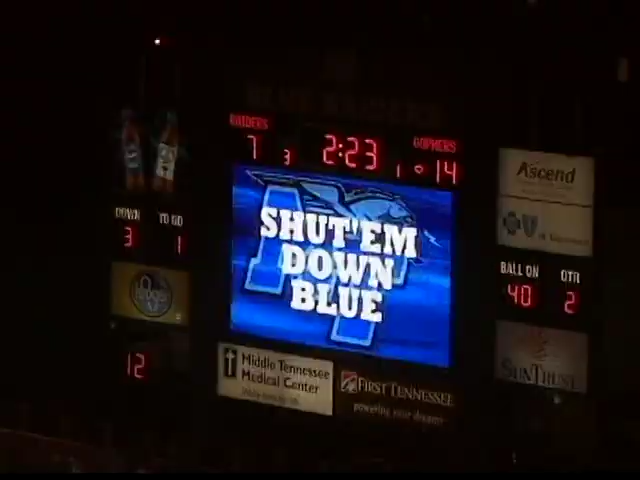 RAIDERS
GOPHERS
7 3 2:23 1 14
Ascend
SHUT'EM
DOWN
BLUE
DOWN TO GO
3 1
BALL ON QTR
40 2
12
Middle Tennessee
Medical Center
FIRST TENNESSEE
powering your dreams
SUNTRUST